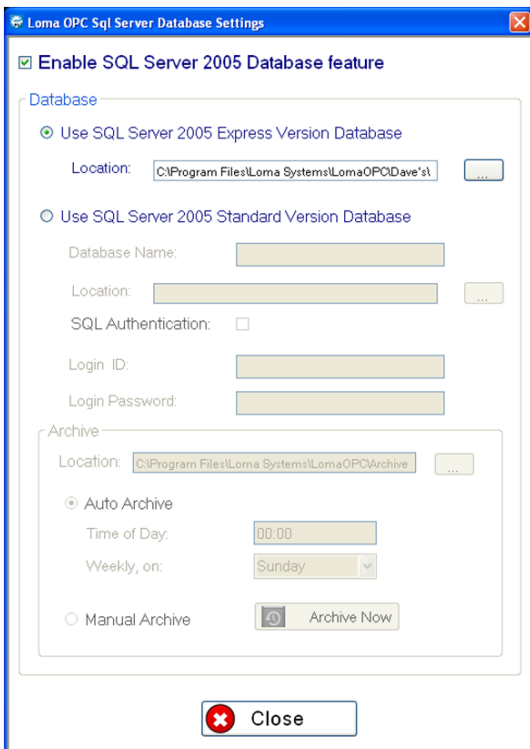 Loma OPC Sql Server Database Settings
Enable SQL Server 2005 Database feature
Database
Use SQL Server 2005 Express Version Database
Location: C:\Program Files\Loma Systems\LomaOPC\Dave's\ ...
Use SQL Server 2005 Standard Version Database
Database Name:
Location: ...
SQL Authentication:
Login ID:
Login Password:
Archive
Location: C:\Program Files\Loma Systems\LomaOPC\Archive ...
Auto Archive
Time of Day: 00:00
Weekly, on: Sunday
Manual Archive Archive Now
Close